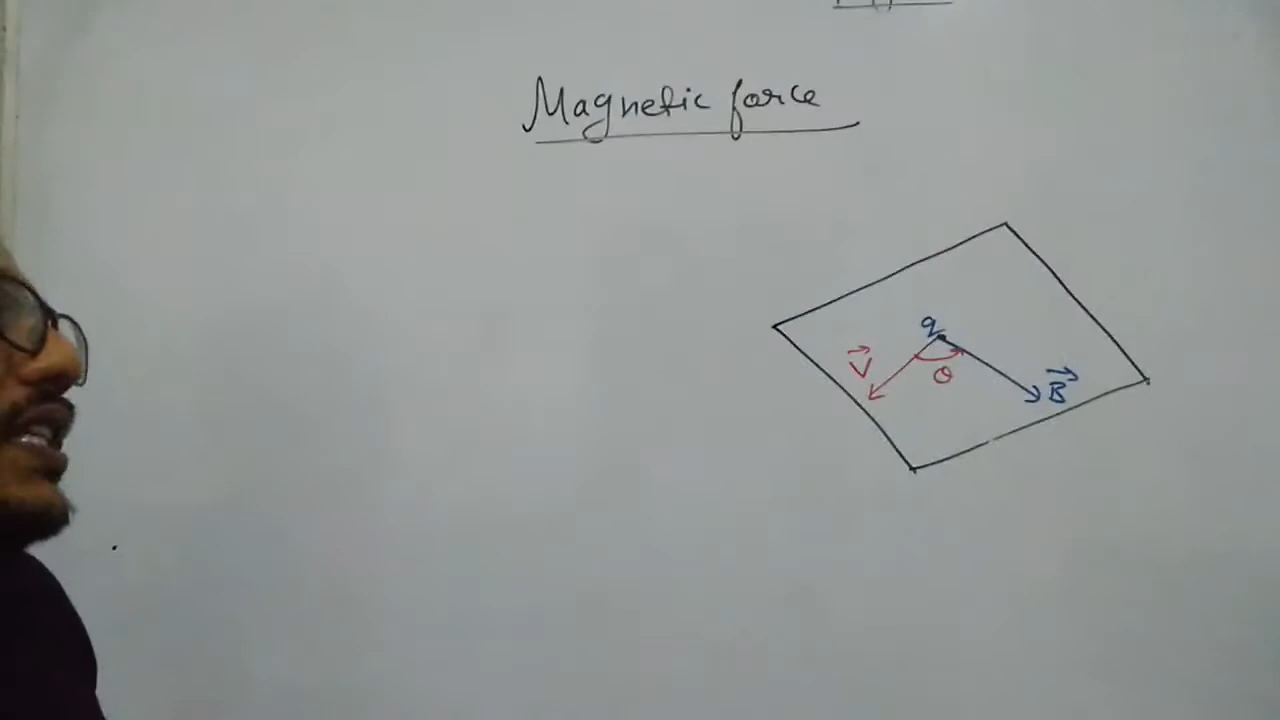 Magnetic force
q
V⃗
θ
B⃗